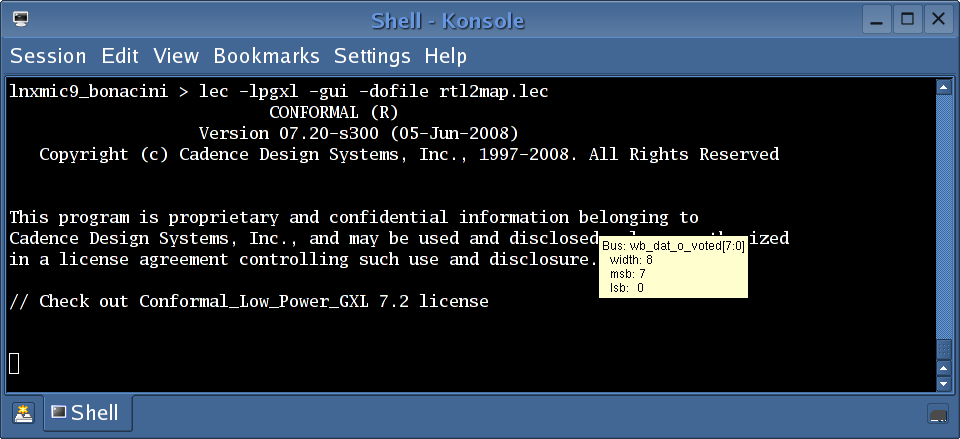 Shell - Konsole
Session Edit View Bookmarks Settings Help
lnxmic9_bonacini > lec -lpgxl -gui -dofile rtl2map.lec
CONFORMAL (R)
Version 07.20-s300 (05-Jun-2008)
Copyright (c) Cadence Design Systems, Inc., 1997-2008. All Rights Reserved
This program is proprietary and confidential information belonging to
Cadence Design Systems, Inc., and may be used and disclosed
in a license agreement controlling such use and disclosure.
Bus: wb_dat_o_voted[7:0]
width: 8
msb: 7
lsb: 0
// Check out Conformal_Low_Power_GXL 7.2 license
Shell